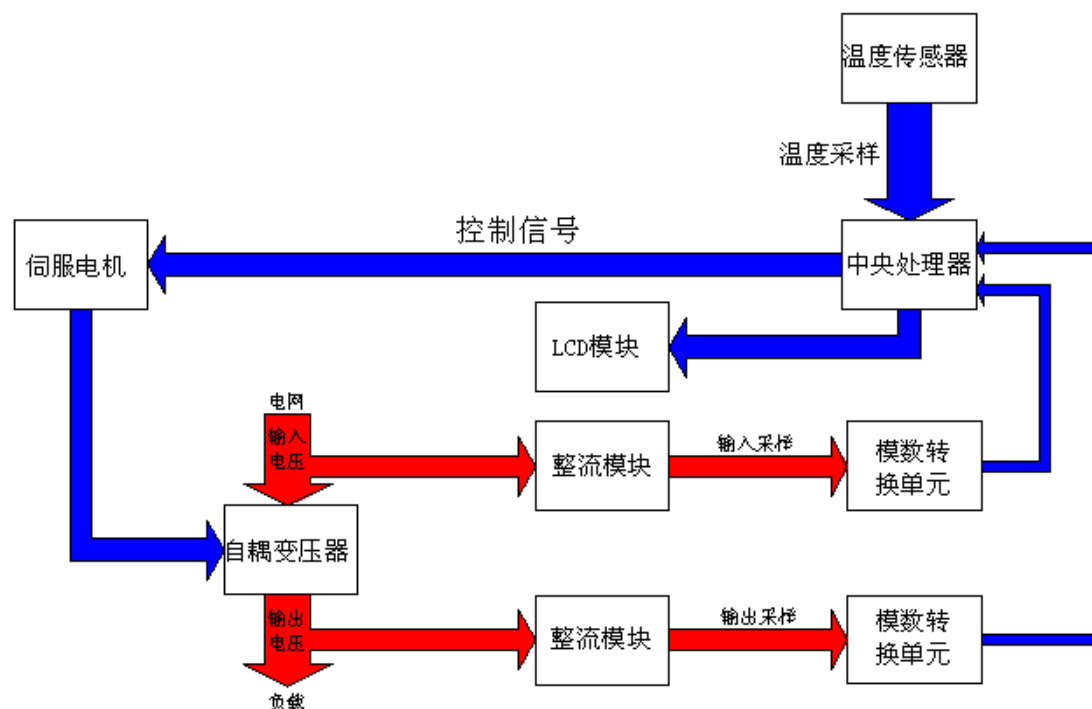 温度传感器
温度采样
控制信号
伺服电机
中央处理器
LCD模块
电网
输入
电压
整流模块
输入采样
模数转
换单元
自耦变压器
输出
电压
整流模块
输出采样
模数转
换单元
负载